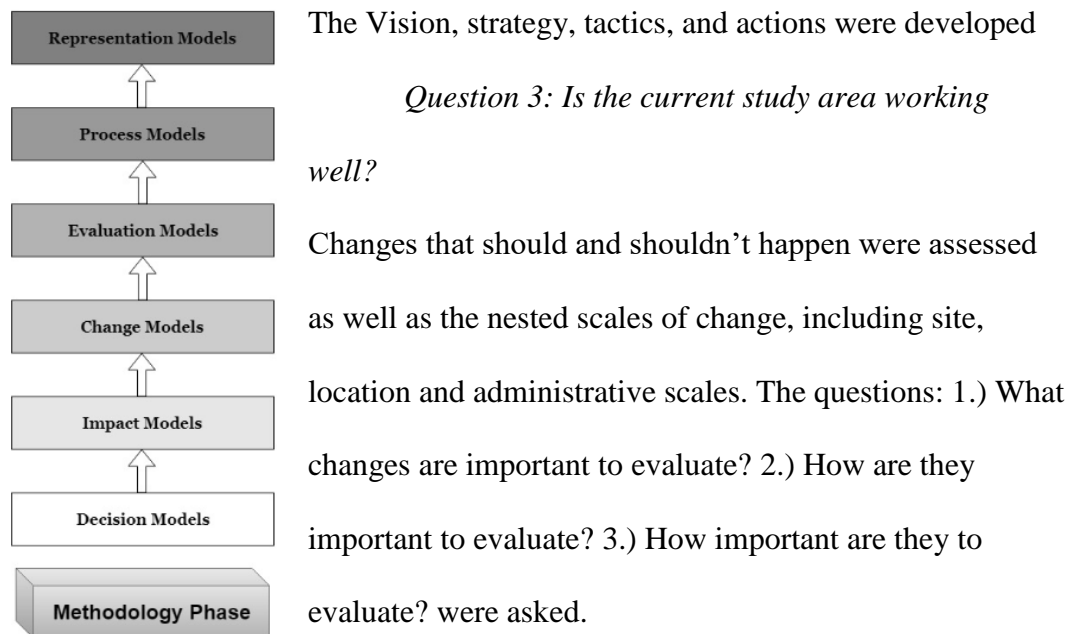 Representation Models
Process Models
Evaluation Models
Change Models
Impact Models
Decision Models
Methodology Phase
The Vision, strategy, tactics, and actions were developed
Question 3: Is the current study area working
well?
Changes that should and shouldn’t happen were assessed
as well as the nested scales of change, including site,
location and administrative scales. The questions: 1.) What
changes are important to evaluate? 2.) How are they
important to evaluate? 3.) How important are they to
evaluate? were asked.